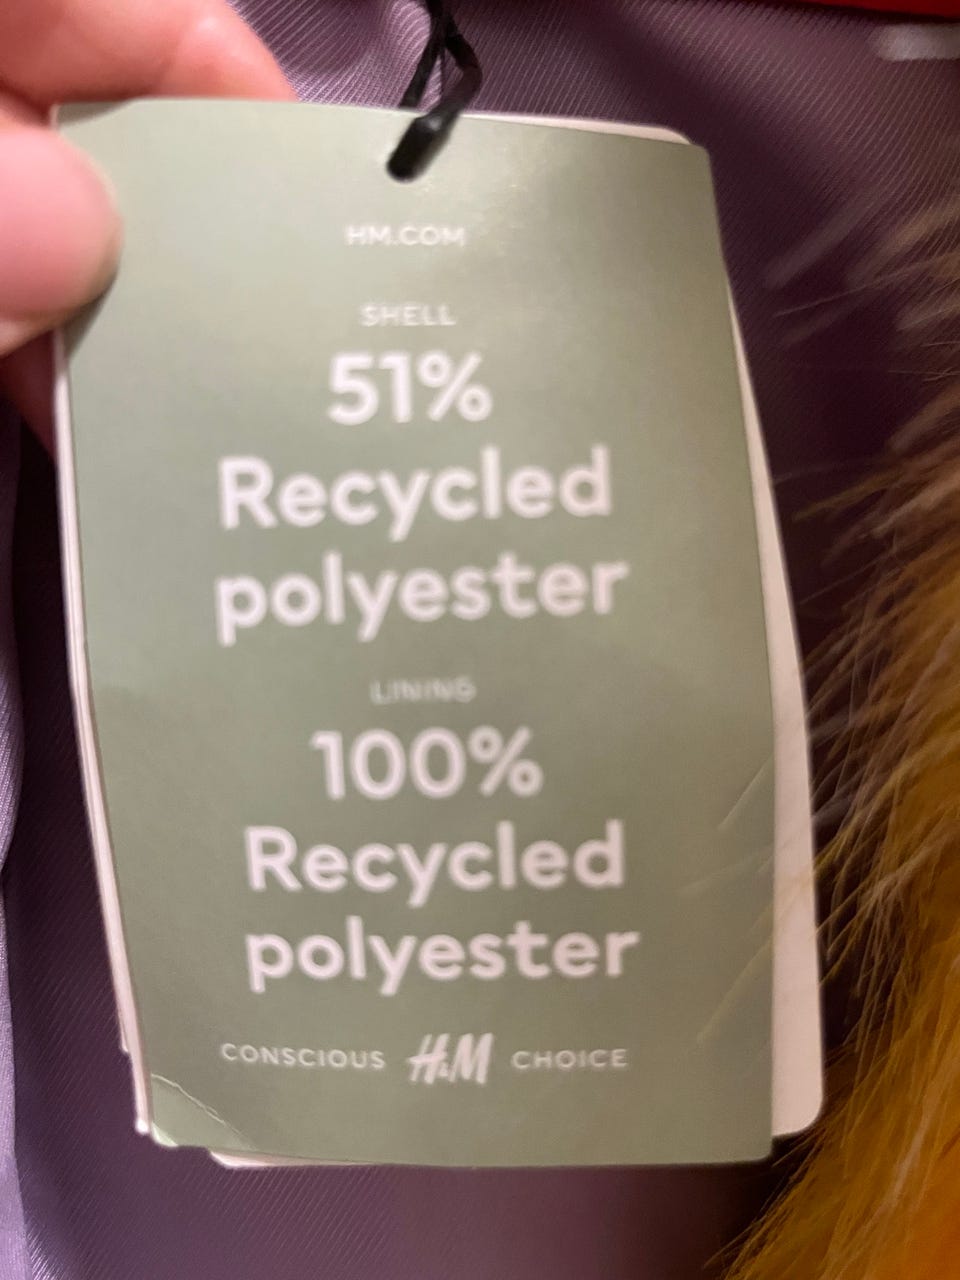 HM.COM
SHELL
51%
Recycled
polyester
LINING
100%
Recycled
polyester
CONSCIOUS H&M CHOICE